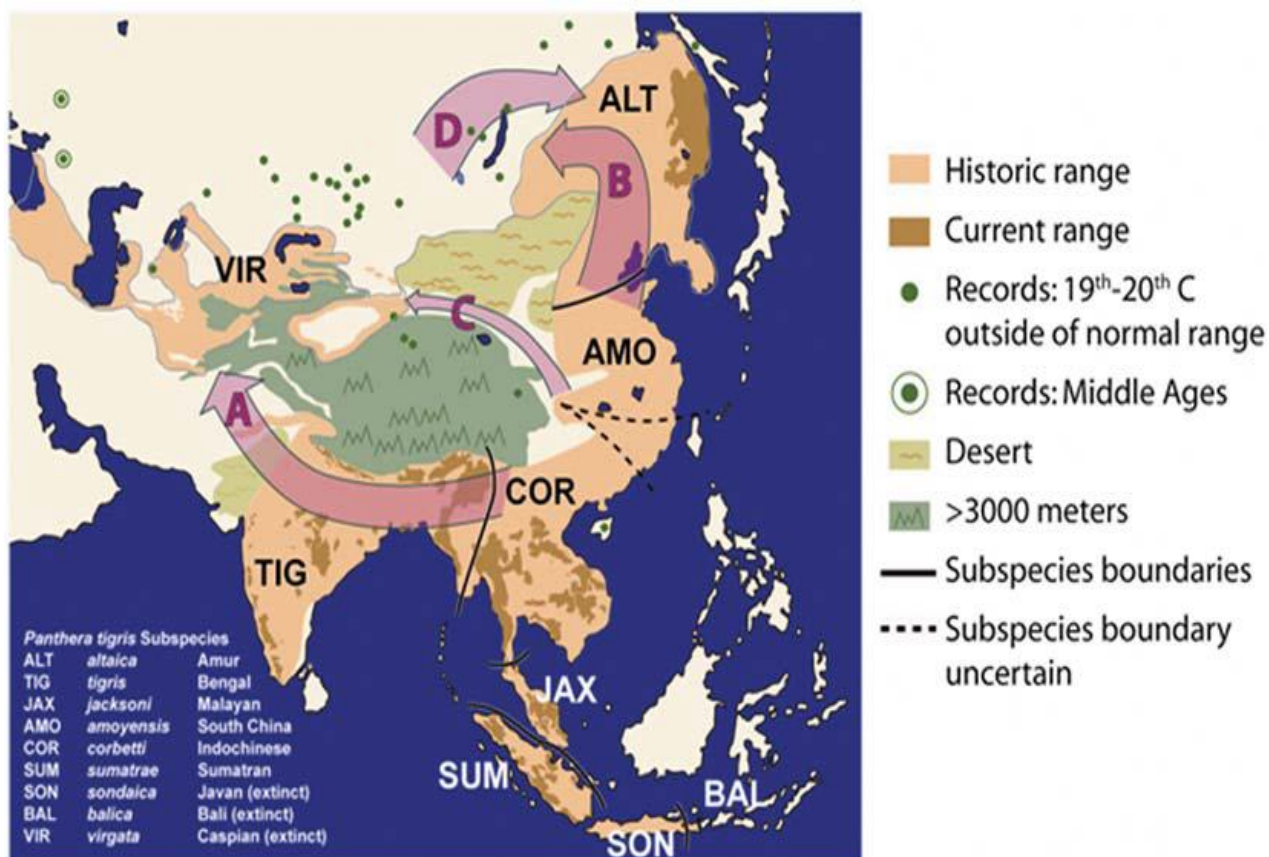 ALT
D
B
VIR
C
AMO
A
COR
TIG
JAX
SUM
BAL
SON
Panthera tigris Subspecies
ALT altaica Amur
TIG tigris Bengal
JAX jacksoni Malayan
AMO amoyensis South China
COR corbetti Indochinese
SUM sumatrae Sumatran
SON sondaica Javan (extinct)
BAL balica Bali (extinct)
VIR virgata Caspian (extinct)
Historic range
Current range
Records: 19th-20th C
outside of normal range
Records: Middle Ages
Desert
>3000 meters
Subspecies boundaries
Subspecies boundary
uncertain